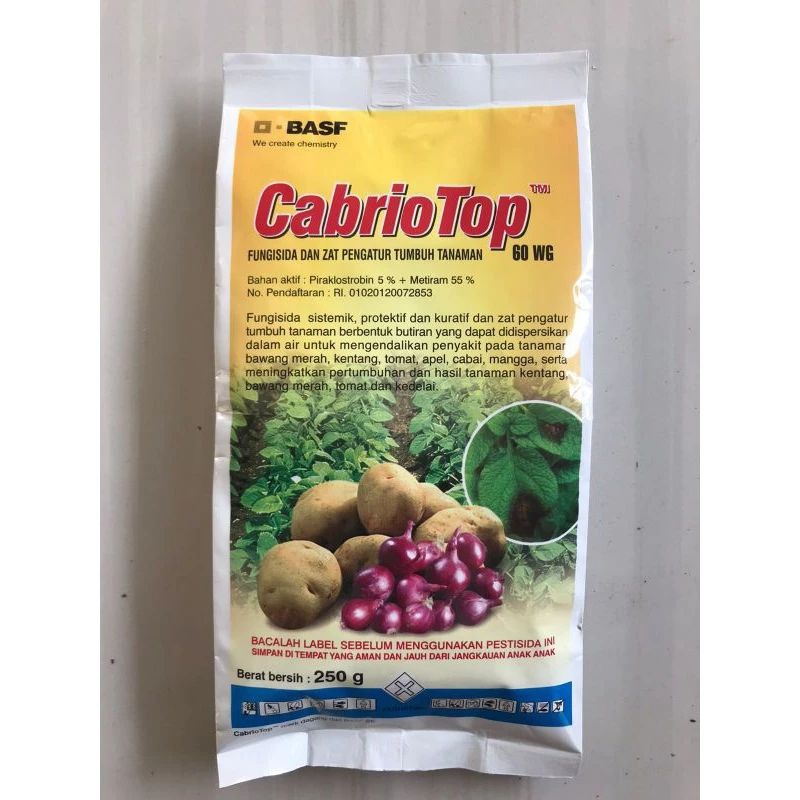 BASF
We create chemistry
CabrioTop™
FUNGISIDA DAN ZAT PENGATUR TUMBUH TANAMAN 60 WG
Bahan aktif : Piraklostrobin 5 % + Metiram 55 %
No. Pendaftaran : RI. 01020120072853
Fungisida sistemik, protektif dan kuratif dan zat pengatur
tumbuh tanaman berbentuk butiran yang dapat didispersikan
dalam air untuk mengendalikan penyakit pada tanaman
bawang merah, kentang, tomat, apel, cabai, mangga, serta
meningkatkan pertumbuhan dan hasil tanaman kentang,
bawang merah, tomat dan kedelai.
BACALAH LABEL SEBELUM MENGGUNAKAN PESTISIDA INI
SIMPAN DI TEMPAT YANG AMAN DAN JAUH DARI JANGKAUAN ANAK ANAK
Berat bersih : 250 g
CabrioTop™ merk dagang